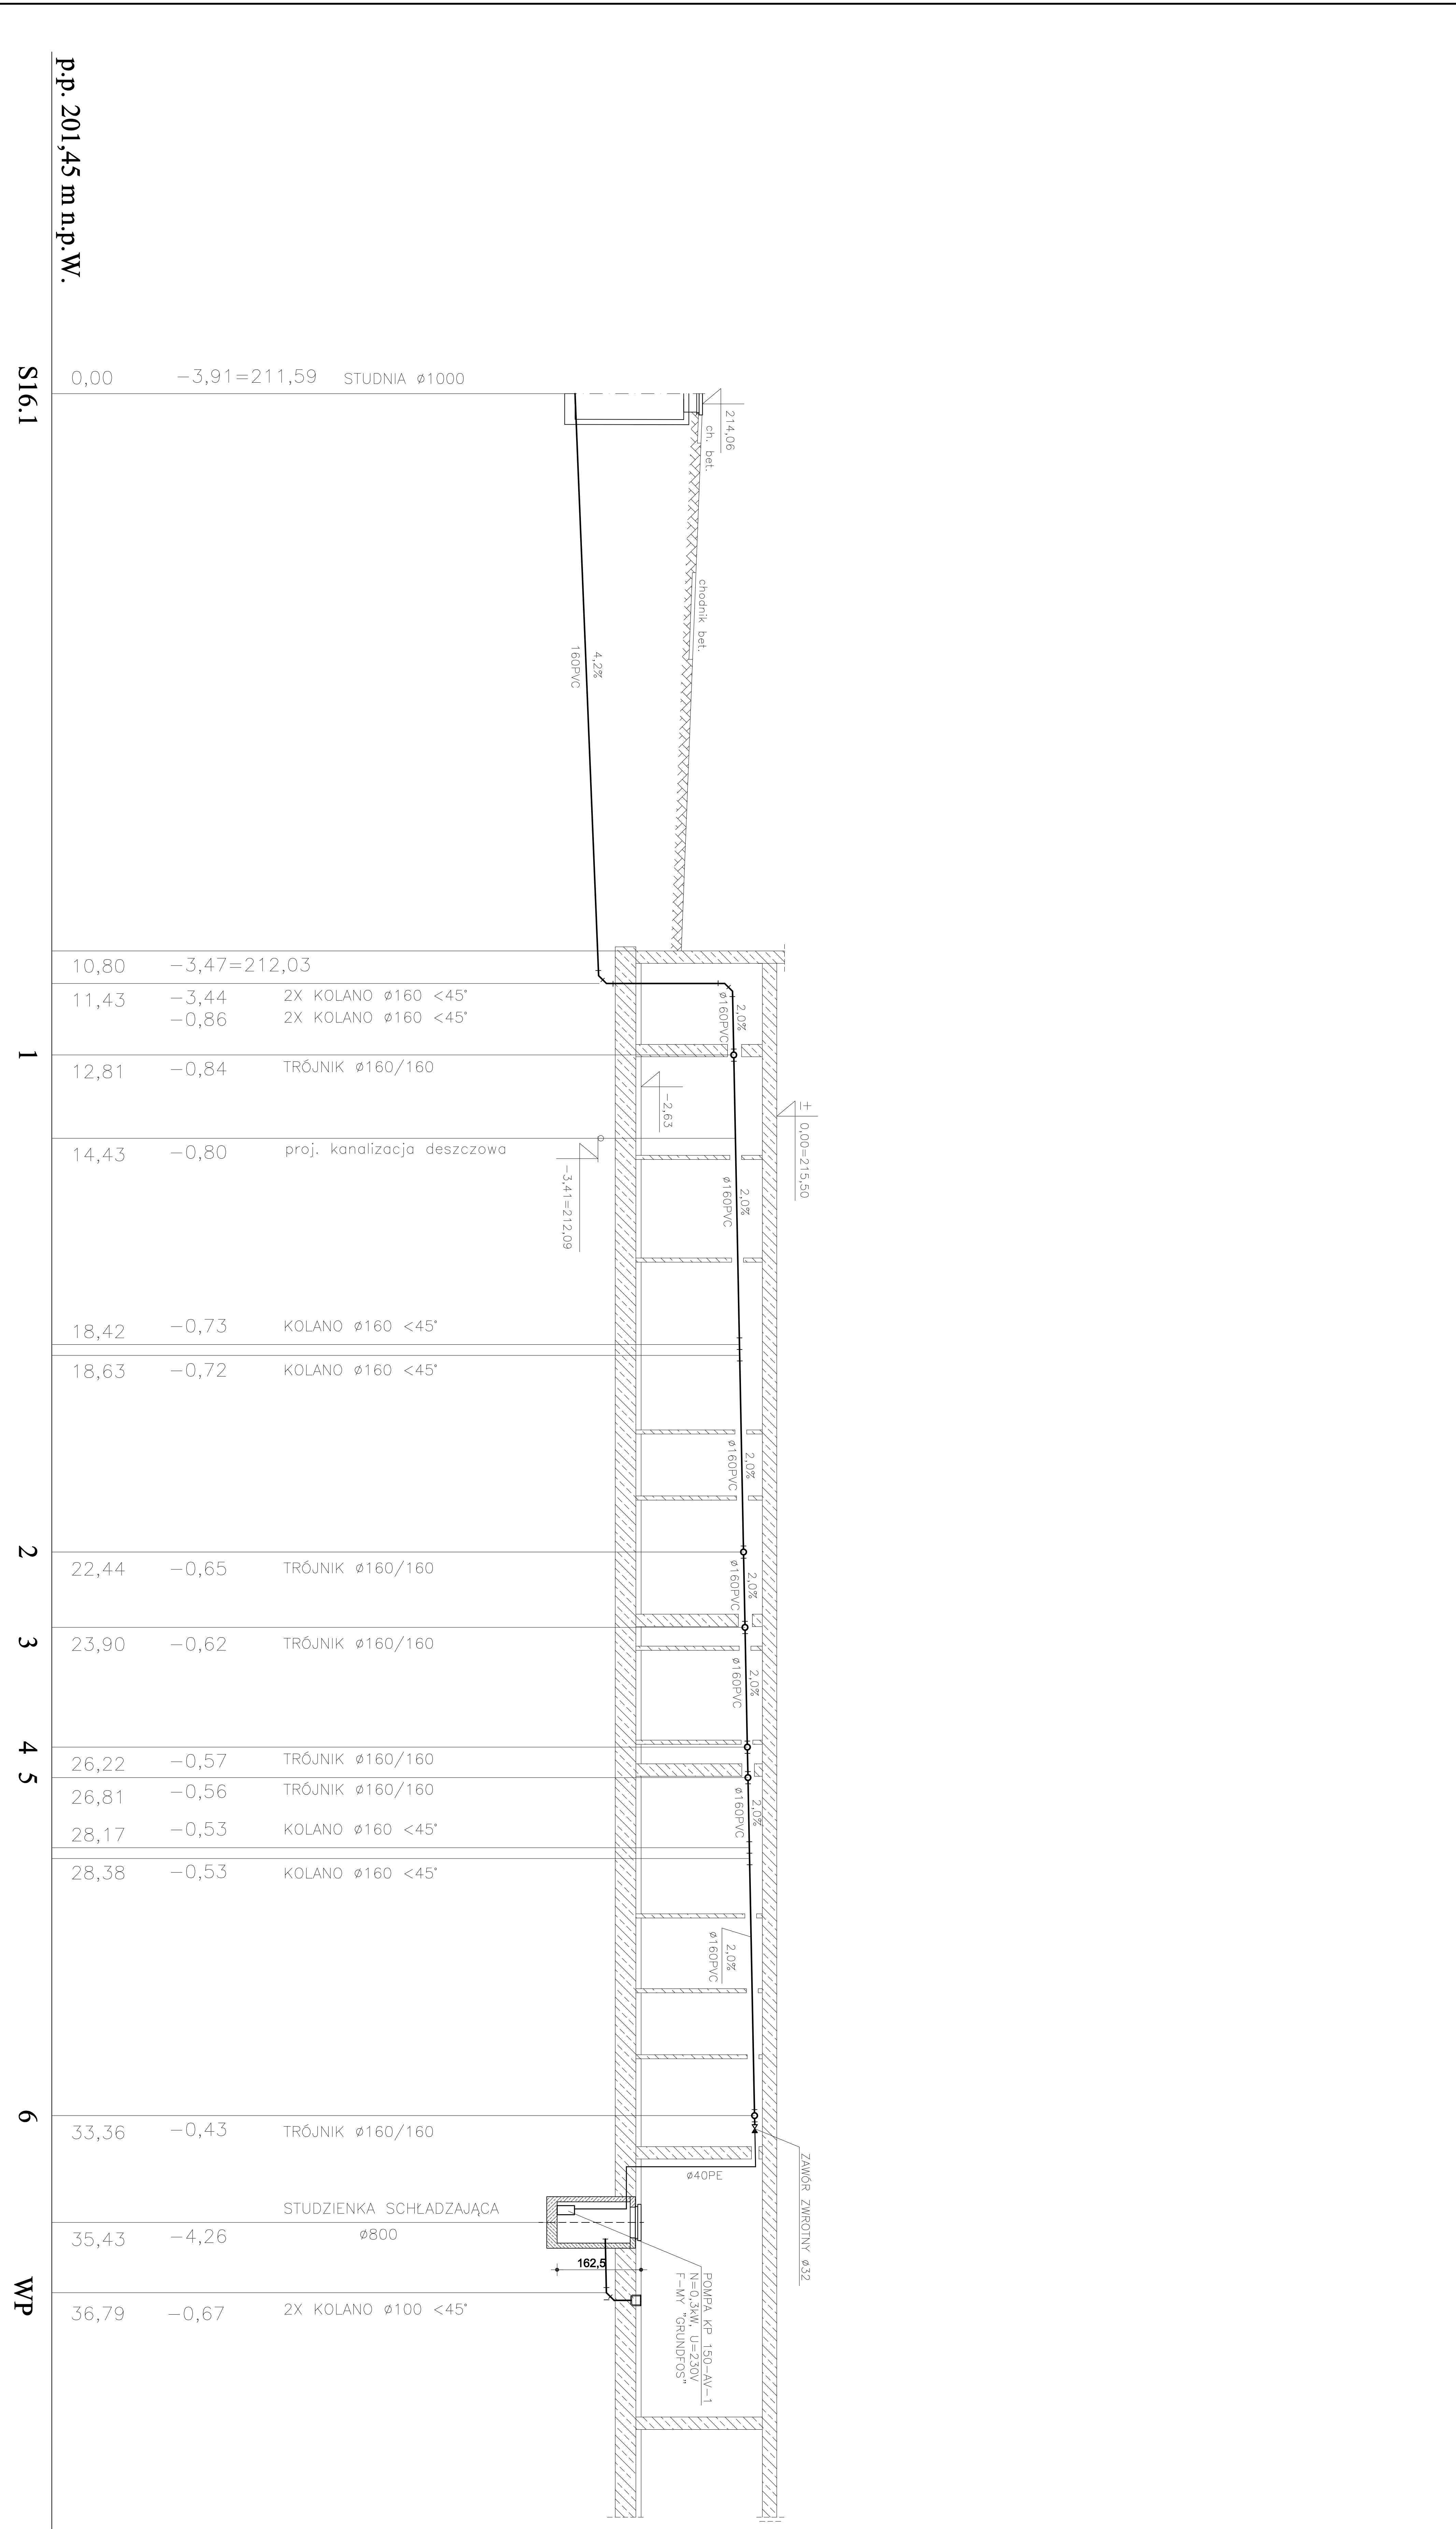 p.p. 201,45 m n.p.W.
S16.1
0,00 -3,91=211,59 STUDNIA ø1000
214,06
ch. bet.
chodnik bet.
4,2%
160PVC
10,80 -3,47=212,03
11,43 -3,44 2X KOLANO ø160 <45°
-0,86 2X KOLANO ø160 <45°
2,0%
ø160PVC
1
12,81 -0,84 TRÓJNIK ø160/160
-2,63
± 0,00=215,50
14,43 -0,80 proj. kanalizacja deszczowa
-3,41=212,09
2,0%
ø160PVC
18,42 -0,73 KOLANO ø160 <45°
18,63 -0,72 KOLANO ø160 <45°
2,0%
ø160PVC
2
22,44 -0,65 TRÓJNIK ø160/160
2,0%
ø160PVC
3
23,90 -0,62 TRÓJNIK ø160/160
2,0%
ø160PVC
4
26,22 -0,57 TRÓJNIK ø160/160
5
26,81 -0,56 TRÓJNIK ø160/160
2,0%
ø160PVC
28,17 -0,53 KOLANO ø160 <45°
28,38 -0,53 KOLANO ø160 <45°
2,0%
ø160PVC
6
33,36 -0,43 TRÓJNIK ø160/160
ZAWÓR ZWROTNY ø32
ø40PE
STUDZIENKA SCHŁADZAJĄCA
ø800
35,43 -4,26
162,5
POMPA KP 150-AV-1
N=0,3kW, U=230V
F-MY "GRUNDFOS"
WP
36,79 -0,67 2X KOLANO ø100 <45°